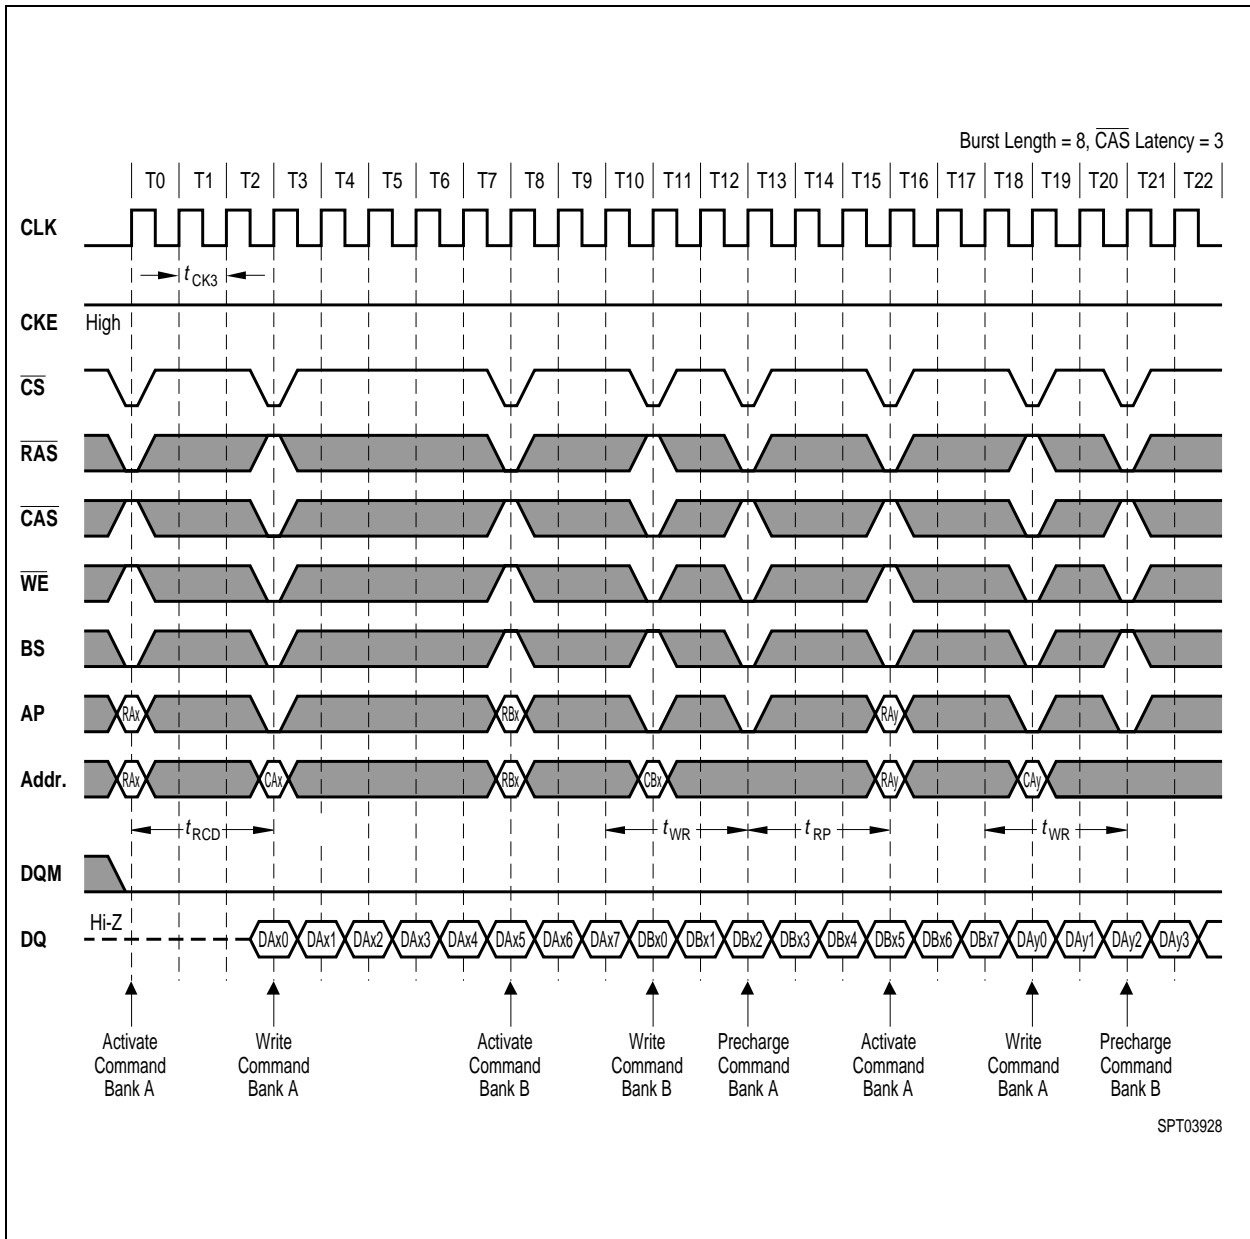 Burst Length = 8, CAS Latency = 3
T0 T1 T2 T3 T4 T5 T6 T7 T8 T9 T10 T11 T12 T13 T14 T15 T16 T17 T18 T19 T20 T21 T22
CLK
t CK3
CKE High
CS
RAS
CAS
WE
BS
AP RAx RBx RAy
Addr. RAx CAx RBx CBx RAy CAy
t RCD t WR t RP t WR
DQM
Hi-Z
DQ DAx0 DAx1 DAx2 DAx3 DAx4 DAx5 DAx6 DAx7 DBx0 DBx1 DBx2 DBx3 DBx4 DBx5 DBx6 DBx7 DAy0 DAy1 DAy2 DAy3
Activate Write Activate Write Precharge Activate Write Precharge
Command Command Command Command Command Command Command Command
Bank A Bank A Bank B Bank B Bank A Bank A Bank A Bank B
SPT03928